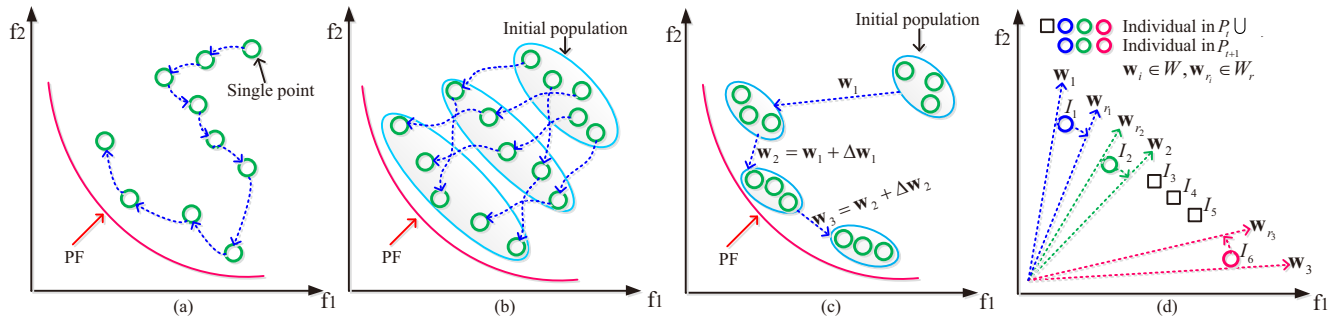 f2
Single point
PF
f1
(a)
f2
Initial population
PF
f1
(b)
f2
Initial population
w1
w2 = w1 + Δw1
w3 = w2 + Δw2
PF
f1
(c)
f2
Individual in Pt ∪
Individual in Pt+1
wi ∈ W, wri ∈ Wr
w1
I1
wr1
wr2
w2
I2
I3
I4
I5
wr3
I6
w3
f1
(d)